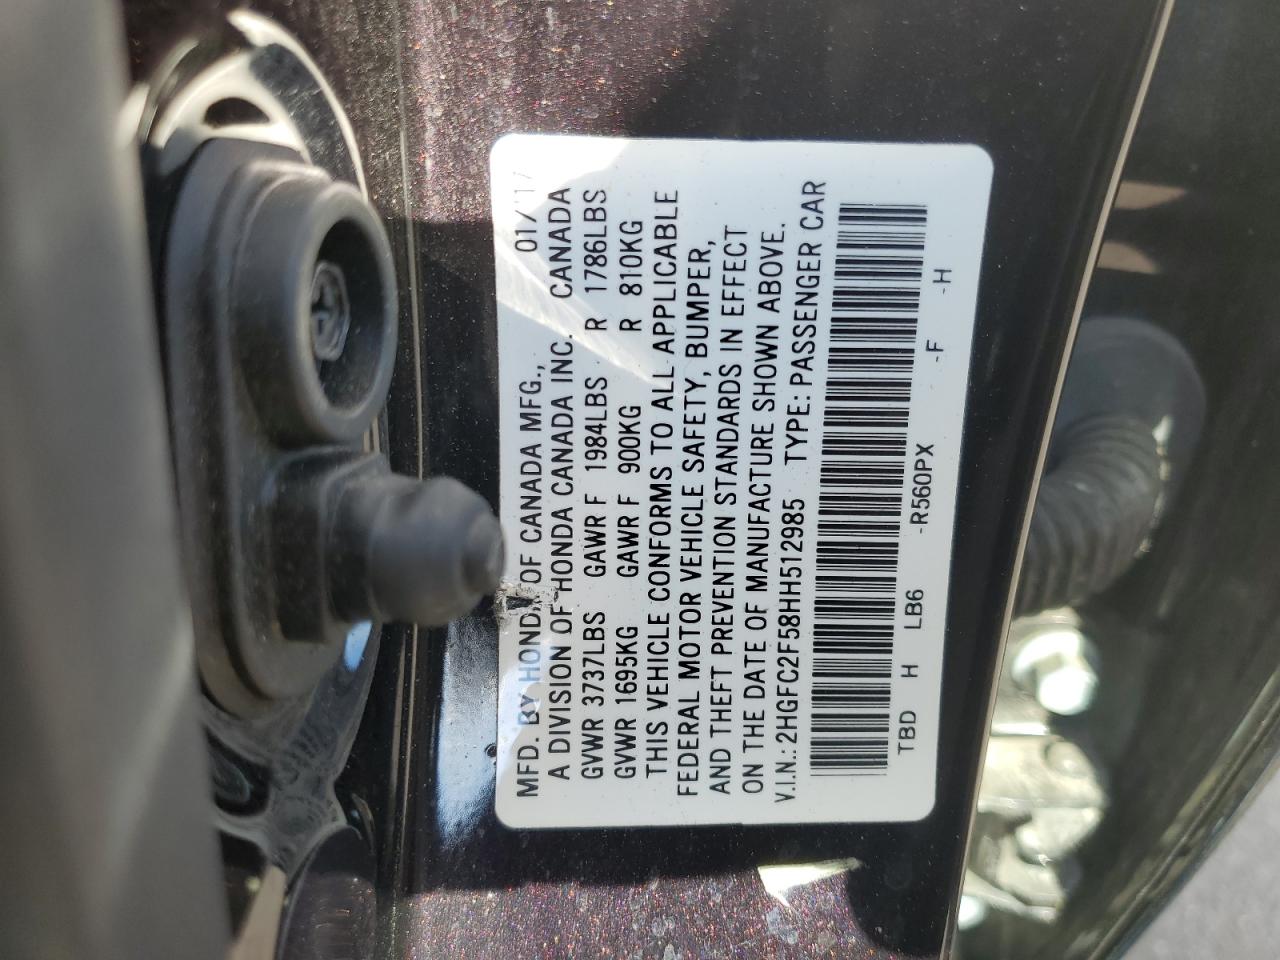 MFD. BY HONDA OF CANADA MFG., 01/'17
A DIVISION OF HONDA CANADA INC. CANADA
GVWR 3737LBS GAWR F 1984LBS R 1786LBS
GVWR 1695KG GAWR F 900KG R 810KG
THIS VEHICLE CONFORMS TO ALL APPLICABLE
FEDERAL MOTOR VEHICLE SAFETY, BUMPER,
AND THEFT PREVENTION STANDARDS IN EFFECT
ON THE DATE OF MANUFACTURE SHOWN ABOVE.
V.I.N.: 2HGFC2F58HH512985 TYPE: PASSENGER CAR
TBD H LB6 -R560PX -F -H